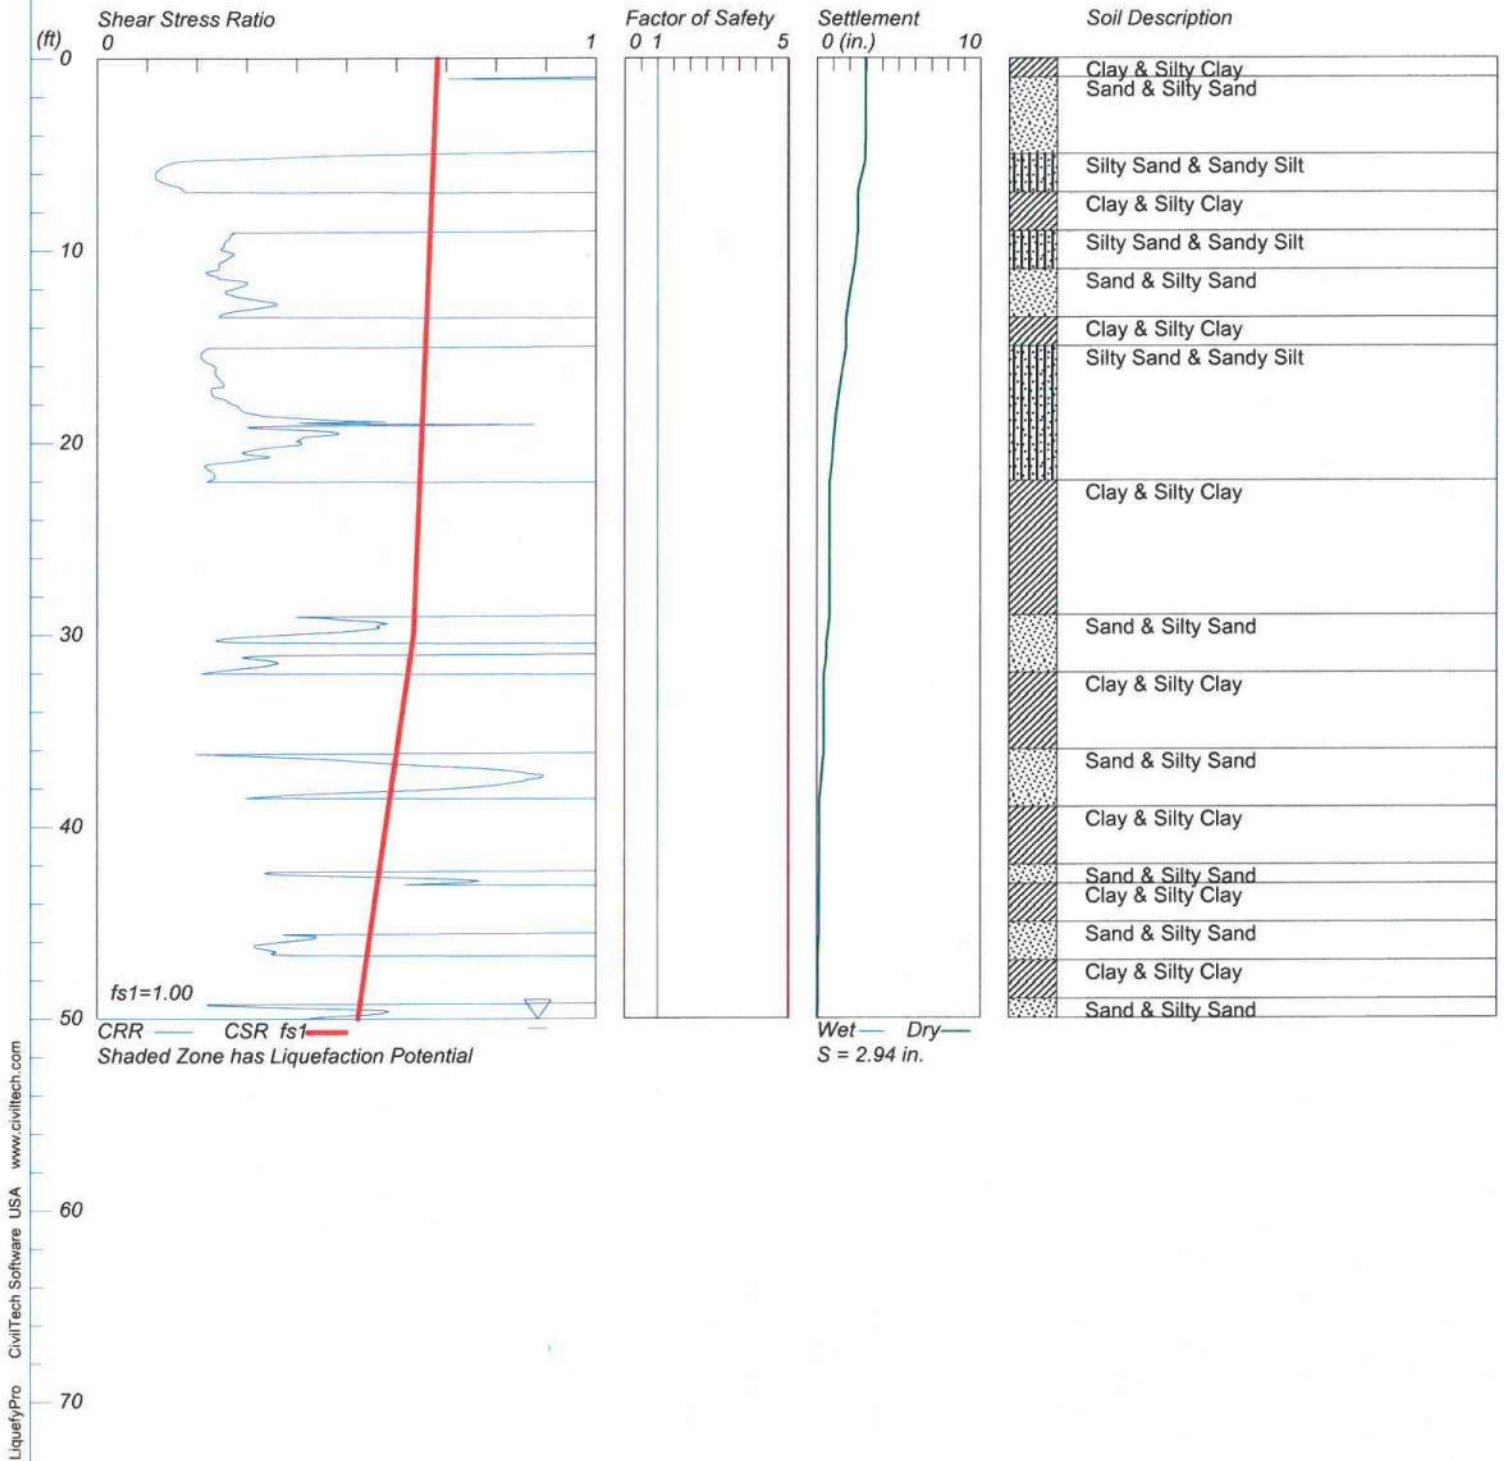 Shear Stress Ratio Factor of Safety Settlement Soil Description
(ft) 0 1 0 1 5 0 (in.) 10
0
Clay & Silty Clay
Sand & Silty Sand
Silty Sand & Sandy Silt
Clay & Silty Clay
10 Silty Sand & Sandy Silt
Sand & Silty Sand
Clay & Silty Clay
Silty Sand & Sandy Silt
20
Clay & Silty Clay
30 Sand & Silty Sand
Clay & Silty Clay
Sand & Silty Sand
40 Clay & Silty Clay
Sand & Silty Sand
Clay & Silty Clay
Sand & Silty Sand
Clay & Silty Clay
fs1=1.00
50 Sand & Silty Sand
CRR CSR fs1 Wet Dry
Shaded Zone has Liquefaction Potential S = 2.94 in.
60
70
LiquefyPro CivilTech Software USA www.civiltech.com